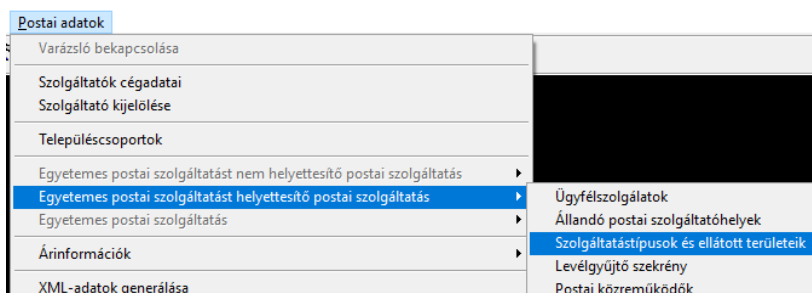 Postai adatok
Varázsló bekapcsolása
Szolgáltatók cégadatai
Szolgáltató kijelölése
Településcsoportok
Egyetemes postai szolgáltatást nem helyettesítő postai szolgáltatás
Egyetemes postai szolgáltatást helyettesítő postai szolgáltatás
Egyetemes postai szolgáltatás
Árinformációk
XML-adatok generálása
Ügyfélszolgálatok
Állandó postai szolgáltatóhelyek
Szolgáltatástípusok és ellátott területeik
Levélgyűjtő szekrény
Postai közreműködők